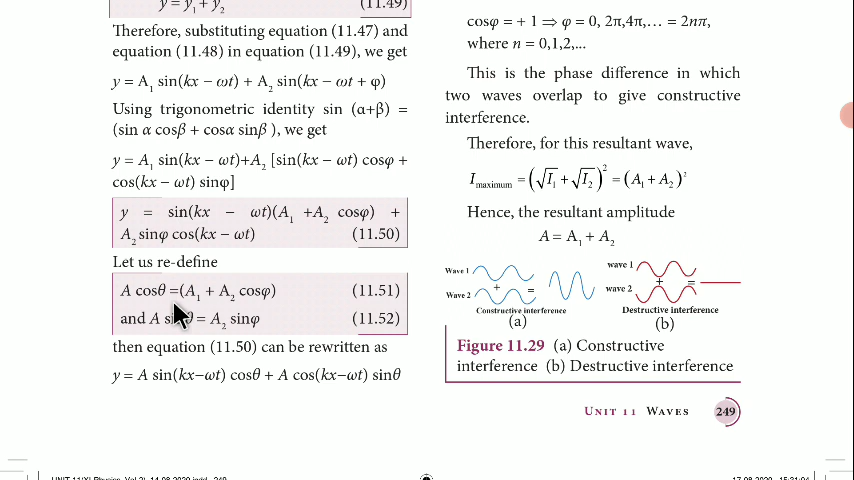 y = y₁ + y₂ (11.49)
Therefore, substituting equation (11.47) and
equation (11.48) in equation (11.49), we get
y = A₁ sin(kx − ωt) + A₂ sin(kx − ωt + φ)
Using trigonometric identity sin (α+β) =
(sin α cosβ + cosα sinβ ), we get
y = A₁ sin(kx − ωt)+A₂ [sin(kx − ωt) cosφ +
cos(kx − ωt) sinφ]
y = sin(kx − ωt)(A₁ +A₂ cosφ) +
A₂ sinφ cos(kx − ωt) (11.50)
Let us re-define
A cosθ =(A₁ + A₂ cosφ) (11.51)
and A sinθ = A₂ sinφ (11.52)
then equation (11.50) can be rewritten as
y = A sin(kx−ωt) cosθ + A cos(kx−ωt) sinθ
cosφ = + 1 ⇒ φ = 0, 2π,4π,… = 2nπ,
where n = 0,1,2,...
This is the phase difference in which
two waves overlap to give constructive
interference.
Therefore, for this resultant wave,
I maximum = (√I₁ + √I₂)² = (A₁ + A₂)²
Hence, the resultant amplitude
A = A₁ + A₂
Wave 1
+ =
Wave 2
Constructive interference
(a)
wave 1
+ =
wave 2
Destructive interference
(b)
Figure 11.29 (a) Constructive
interference (b) Destructive interference
UNIT 11 WAVES 249
17-08-2020 15:31:04